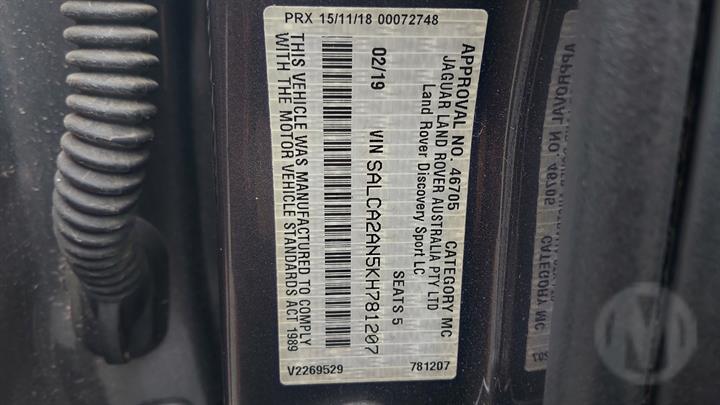 APPROVAL NO. 46705 CATEGORY MC
JAGUAR LAND ROVER AUSTRALIA PTY LTD
Land Rover Discovery Sport LC
SEATS 5
02/19 VIN SALCA2AN5KH781207
THIS VEHICLE WAS MANUFACTURED TO COMPLY
WITH THE MOTOR VEHICLE STANDARDS ACT 1989
PRX 15/11/18 00072748
V2269529 781207
M